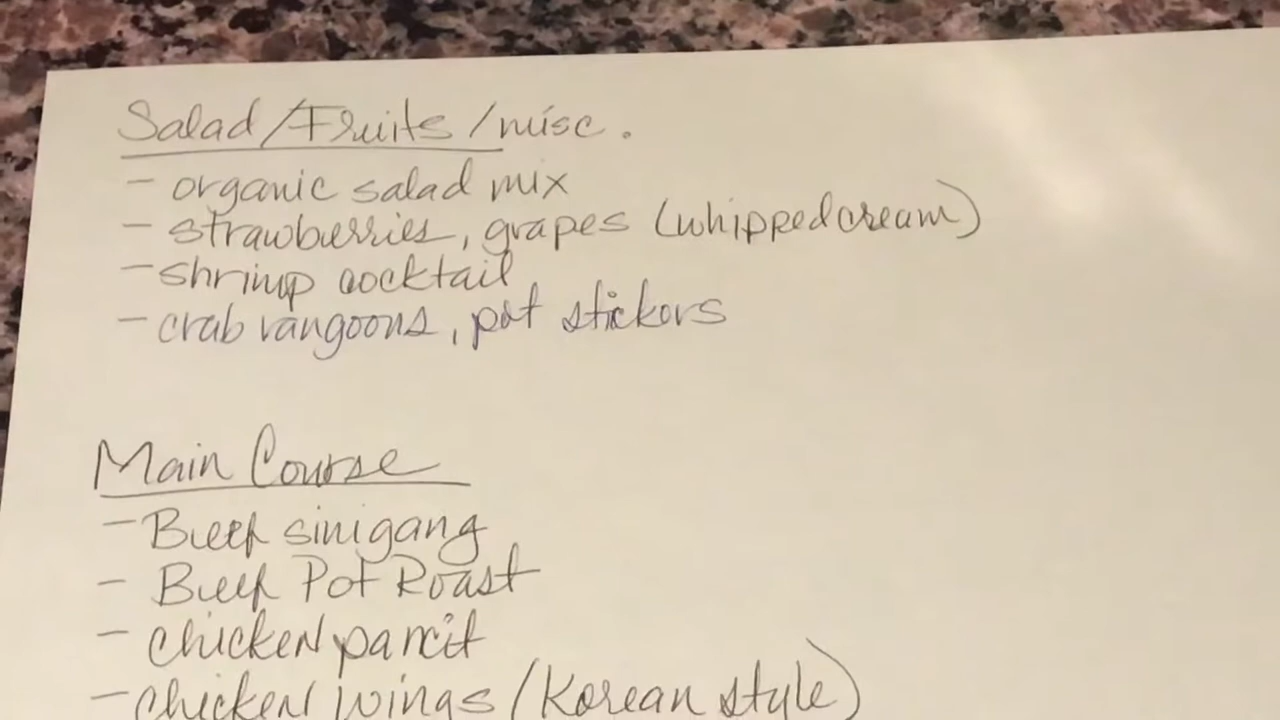 Salad/Fruits/misc.
- organic salad mix
- strawberries, grapes (whipped cream)
- shrimp cocktail
- crab rangoons, pot stickers
Main Course
- Beef sinigang
- Beef Pot Roast
- chicken pancit
- chicken wings (Korean style)